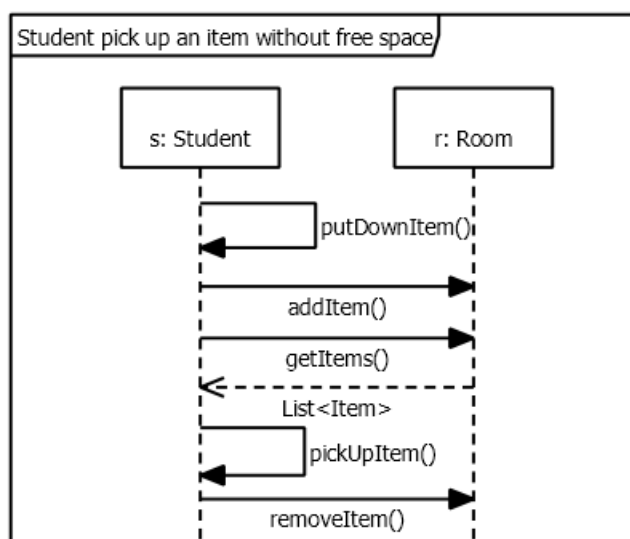 Student pick up an item without free space
s: Student
r: Room
putDownItem()
addItem()
getItems()
List<Item>
pickUpItem()
removeItem()